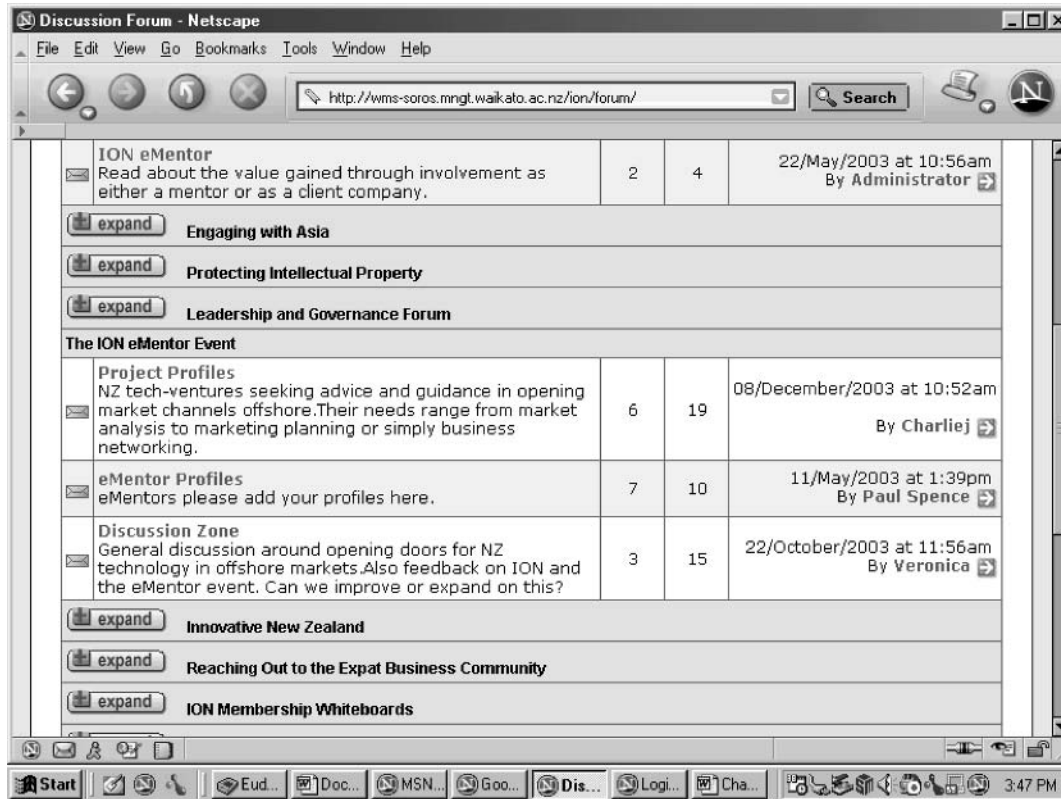 Discussion Forum - Netscape
File Edit View Go Bookmarks Tools Window Help
http://wms-soros.mngt.waikato.ac.nz/ion/forum/
Search
N
ION eMentor
Read about the value gained through involvement as
either a mentor or as a client company.
2
4
22/May/2003 at 10:56am
By Administrator
expand Engaging with Asia
expand Protecting Intellectual Property
expand Leadership and Governance Forum
The ION eMentor Event
Project Profiles
NZ tech-ventures seeking advice and guidance in opening
market channels offshore.Their needs range from market
analysis to marketing planning or simply business
networking.
6
19
08/December/2003 at 10:52am
By Charliej
eMentor Profiles
eMentors please add your profiles here.
7
10
11/May/2003 at 1:39pm
By Paul Spence
Discussion Zone
General discussion around opening doors for NZ
technology in offshore markets.Also feedback on ION and
the eMentor event. Can we improve or expand on this?
3
15
22/October/2003 at 11:56am
By Veronica
expand Innovative New Zealand
expand Reaching Out to the Expat Business Community
expand ION Membership Whiteboards
Start Eud... Doc... MSN... Goo... Dis... Logi... Cha... 3:47 PM